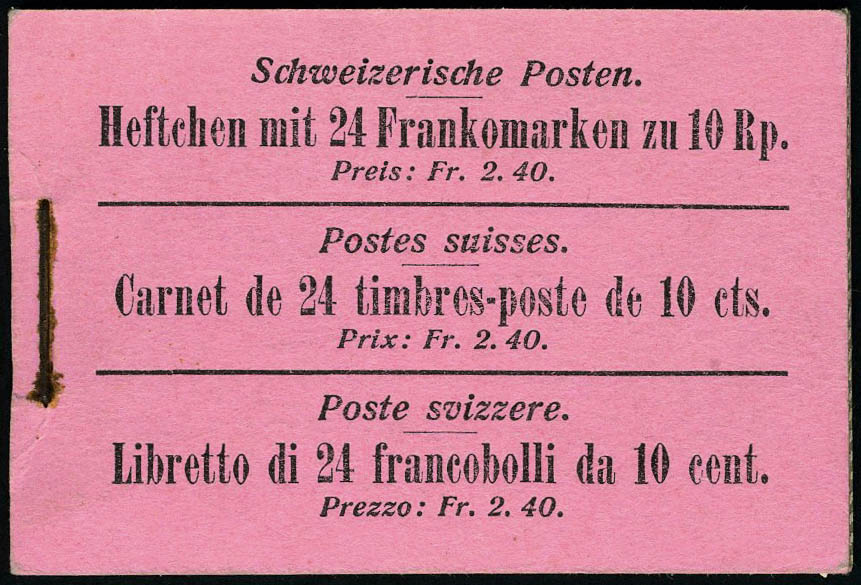 Schweizerische Posten.
Heftchen mit 24 Frankomarken zu 10 Rp.
Preis: Fr. 2. 40.
Postes suisses.
Carnet de 24 timbres-poste de 10 cts.
Prix: Fr. 2. 40.
Poste svizzere.
Libretto di 24 francobolli da 10 cent.
Prezzo: Fr. 2. 40.